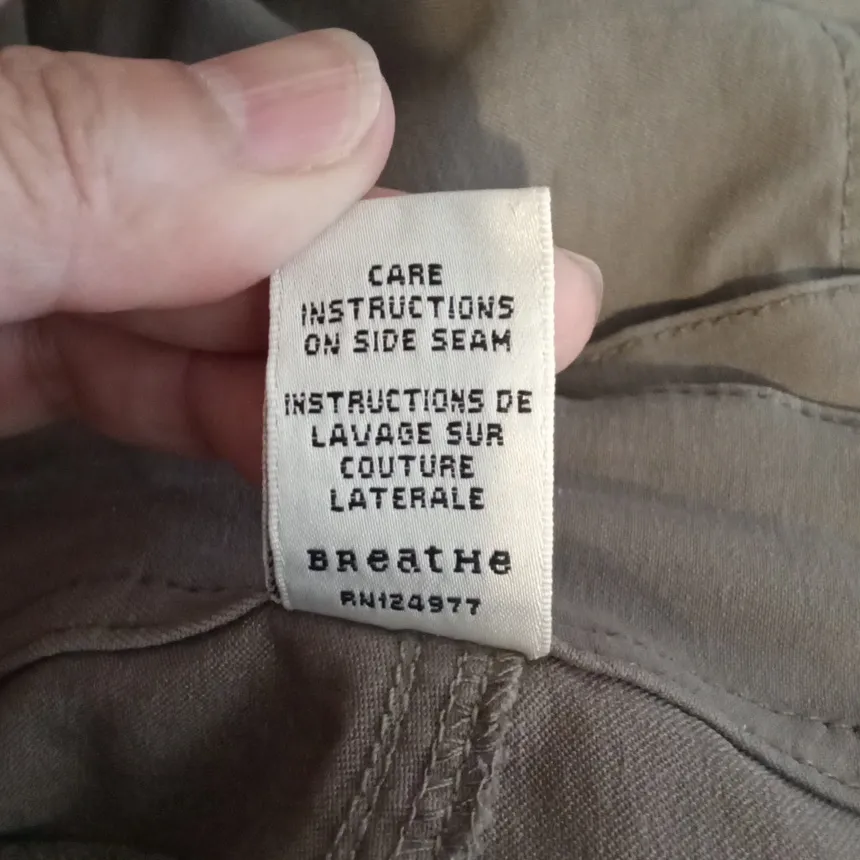 CARE
INSTRUCTIONS
ON SIDE SEAM
INSTRUCTIONS DE
LAVAGE SUR
COUTURE
LATERALE
BReatHe
RN124977